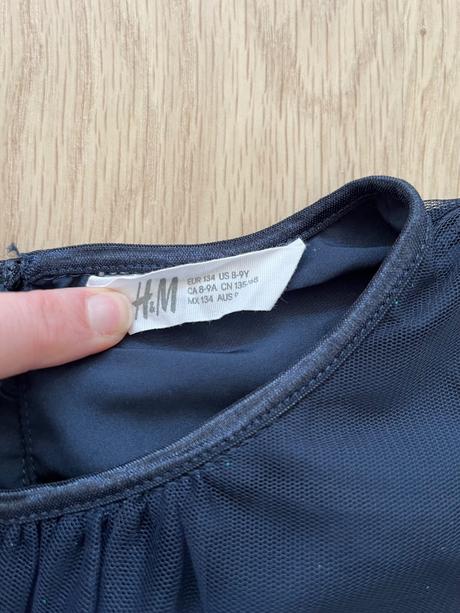 H&M
EUR 134 US 8-9Y
CA 8-9A CN 135/
MX 134 AUS